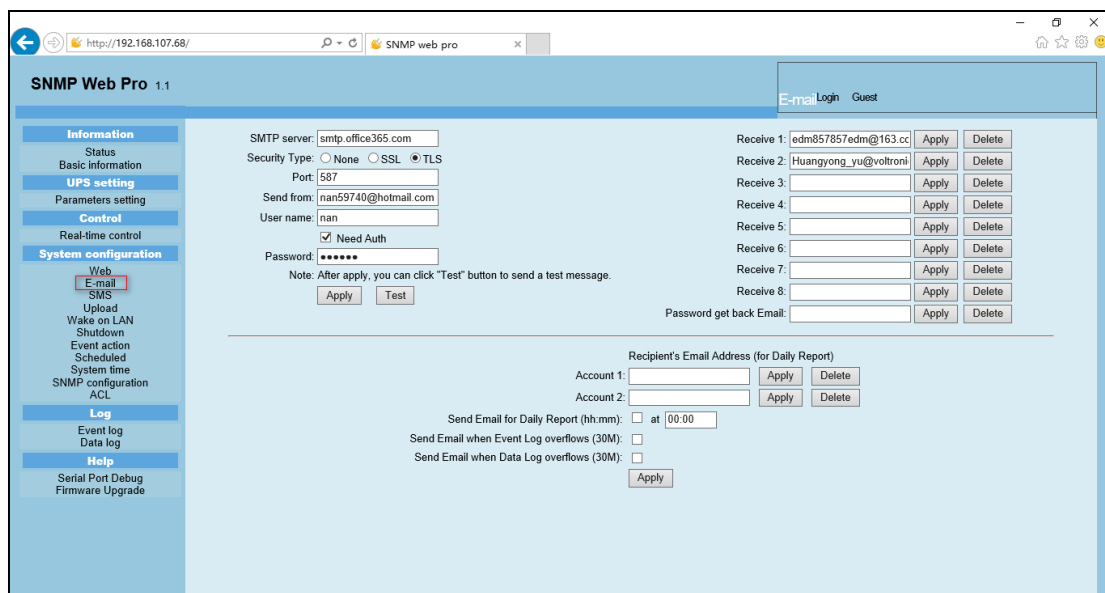 http://192.168.107.68/
SNMP web pro
SNMP Web Pro 1.1
E-mail Login Guest
Information
Status
Basic information
UPS setting
Parameters setting
Control
Real-time control
System configuration
Web
E-mail
SMS
Upload
Wake on LAN
Shutdown
Event action
Scheduled
System time
SNMP configuration
ACL
Log
Event log
Data log
Help
Serial Port Debug
Firmware Upgrade
SMTP server: smtp.office365.com
Security Type: None SSL TLS
Port: 587
Send from: nan59740@hotmail.com
User name: nan
Need Auth
Password: ●●●●●●
Note: After apply, you can click "Test" button to send a test message.
Apply Test
Receive 1: edm857857edm@163.cc Apply Delete
Receive 2: Huangyong_yu@voltroni Apply Delete
Receive 3: Apply Delete
Receive 4: Apply Delete
Receive 5: Apply Delete
Receive 6: Apply Delete
Receive 7: Apply Delete
Receive 8: Apply Delete
Password get back Email: Apply Delete
Recipient's Email Address (for Daily Report)
Account 1: Apply Delete
Account 2: Apply Delete
Send Email for Daily Report (hh:mm): at 00:00
Send Email when Event Log overflows (30M):
Send Email when Data Log overflows (30M):
Apply